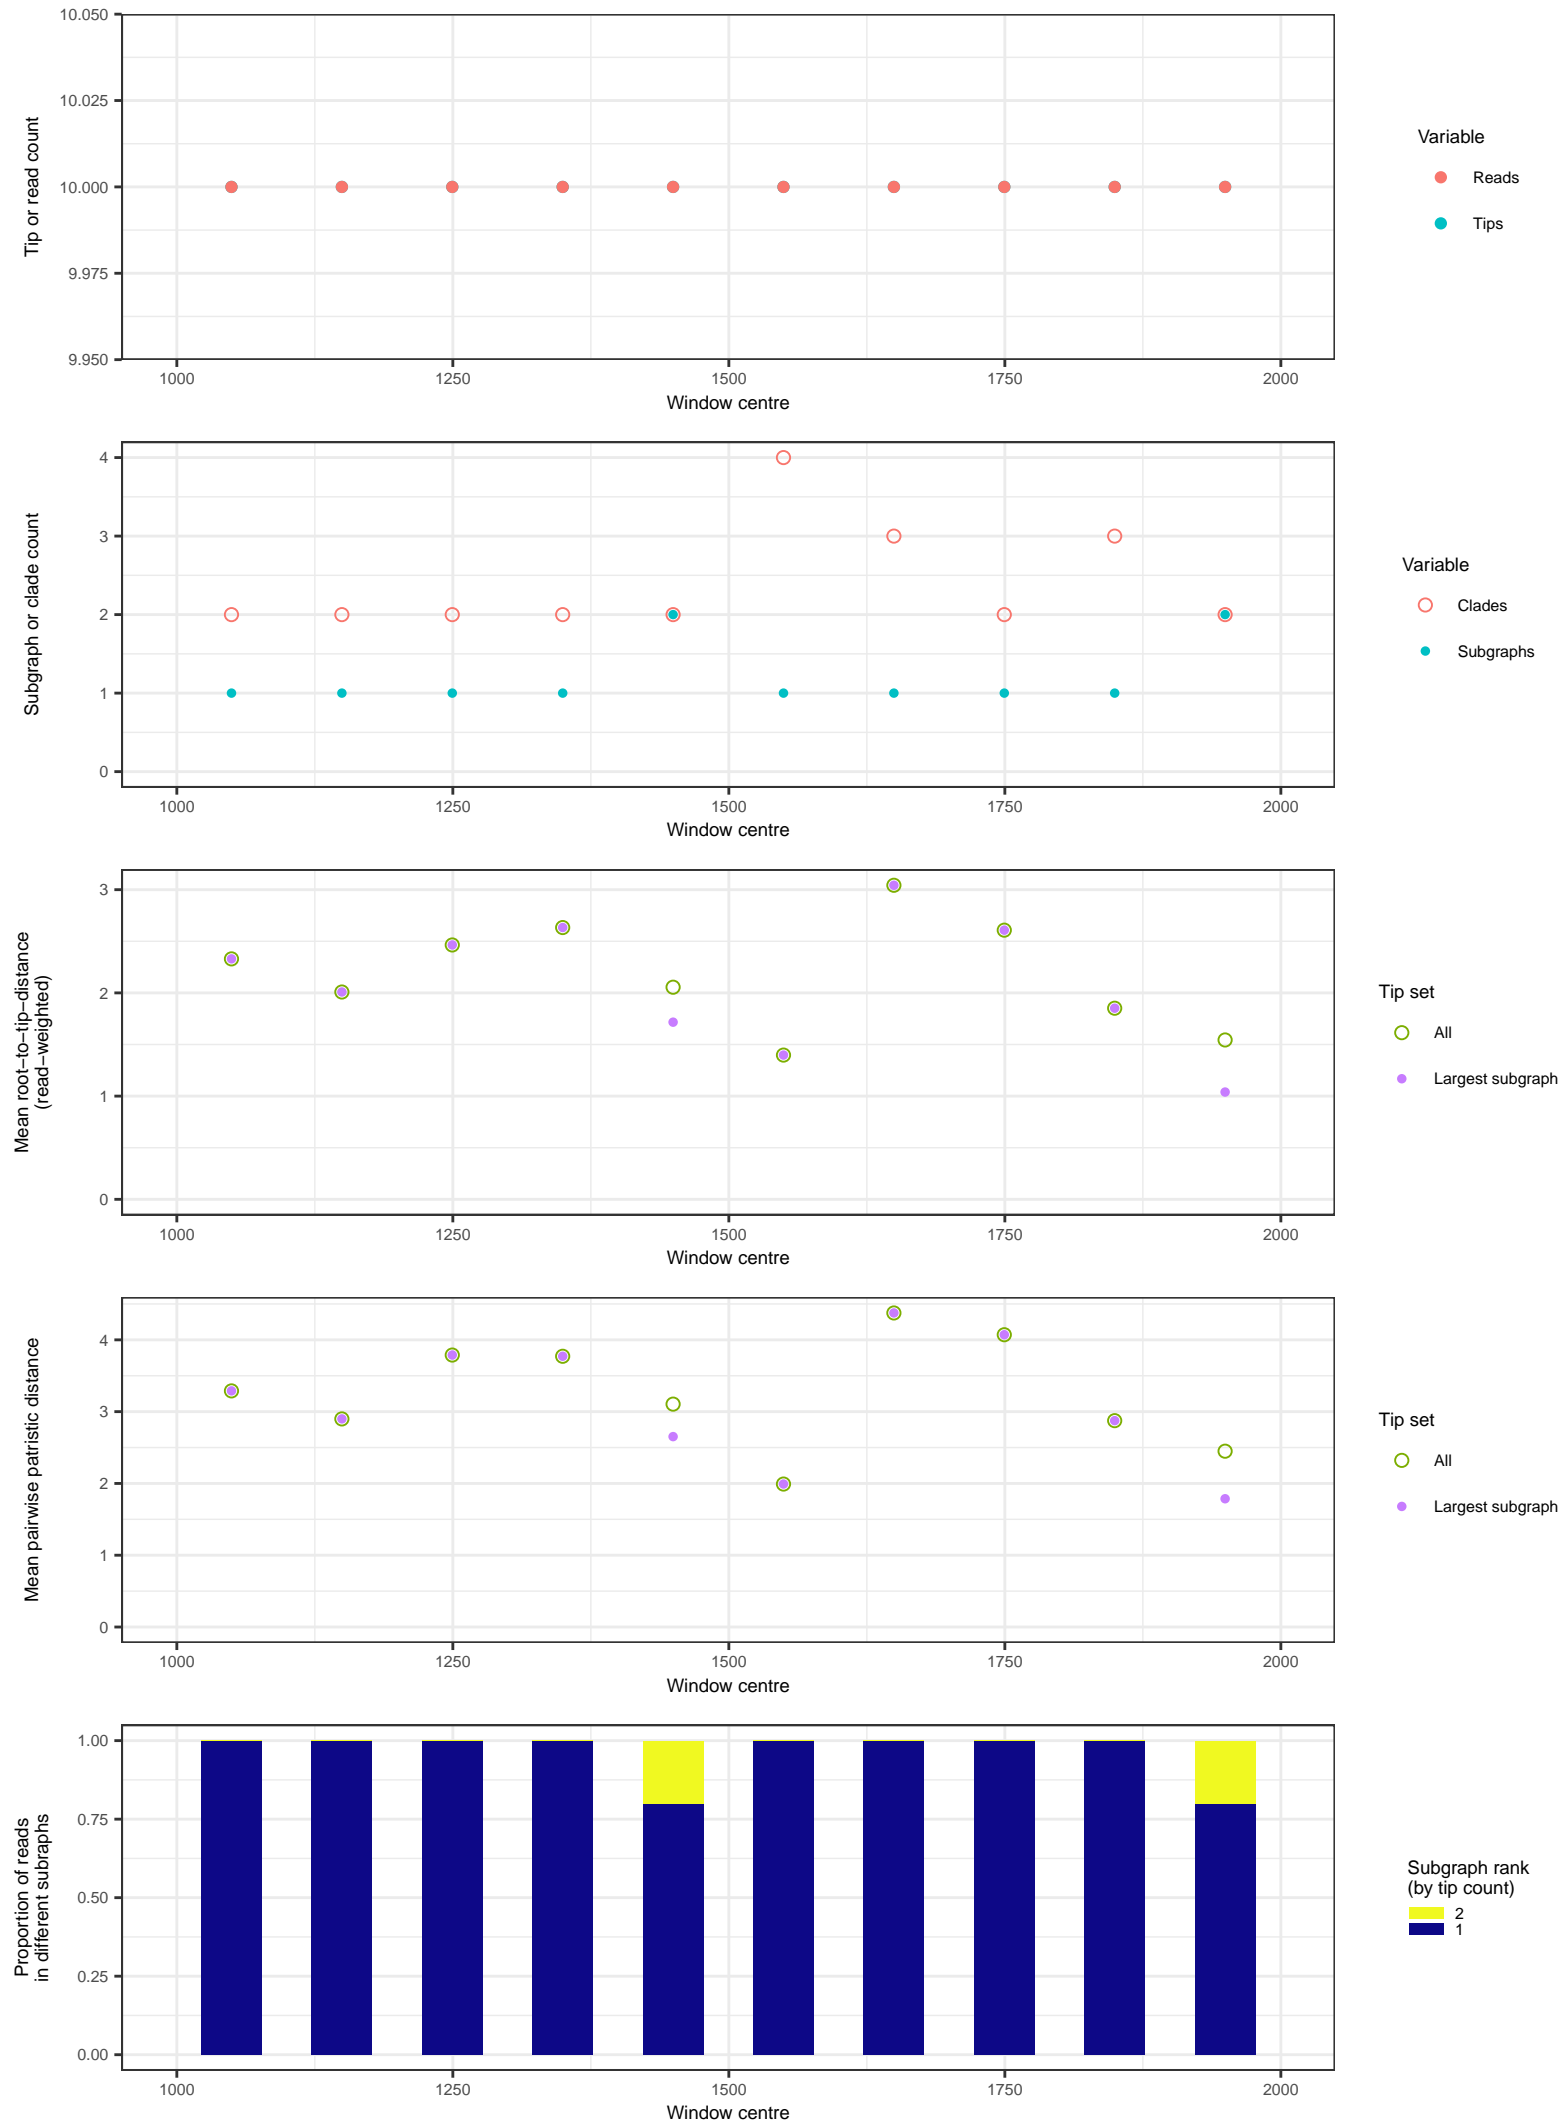 10.050
10.025
10.000
9.975
9.950
Tip or read count
1000 1250 1500 1750 2000
Window centre
Variable
Reads
Tips
4
3
2
1
0
Subgraph or clade count
1000 1250 1500 1750 2000
Window centre
Variable
Clades
Subgraphs
3
2
1
0
Mean root−to−tip−distance
(read−weighted)
1000 1250 1500 1750 2000
Window centre
Tip set
All
Largest subgraph
4
3
2
1
0
Mean pairwise patristic distance
1000 1250 1500 1750 2000
Window centre
Tip set
All
Largest subgraph
1.00
0.75
0.50
0.25
0.00
Proportion of reads
in different subraphs
1000 1250 1500 1750 2000
Window centre
Subgraph rank
(by tip count)
2
1